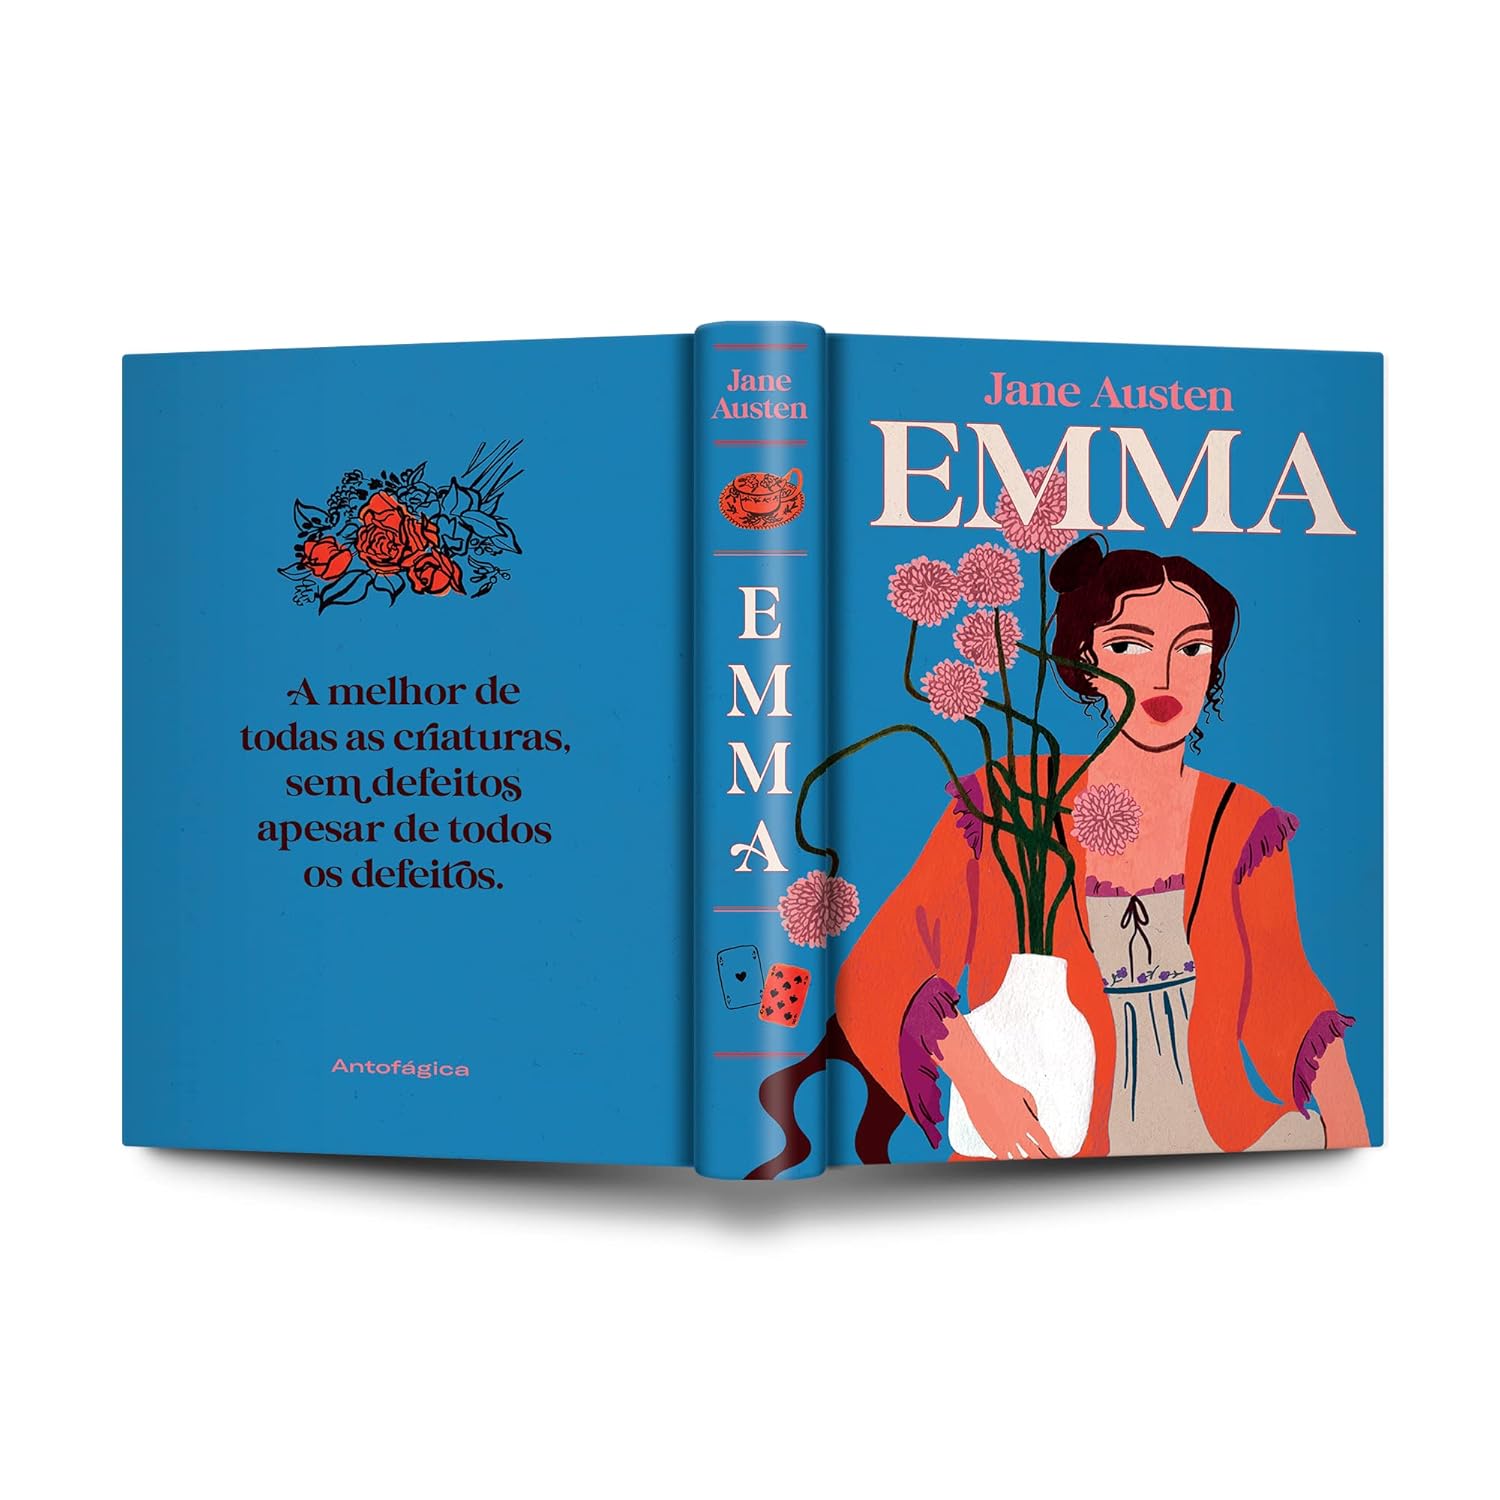 A melhor de
todas as criaturas,
sem defeitos
apesar de todos
os defeitos.
Antofágica
Jane
Austen
EMMA
Jane Austen
EMMA